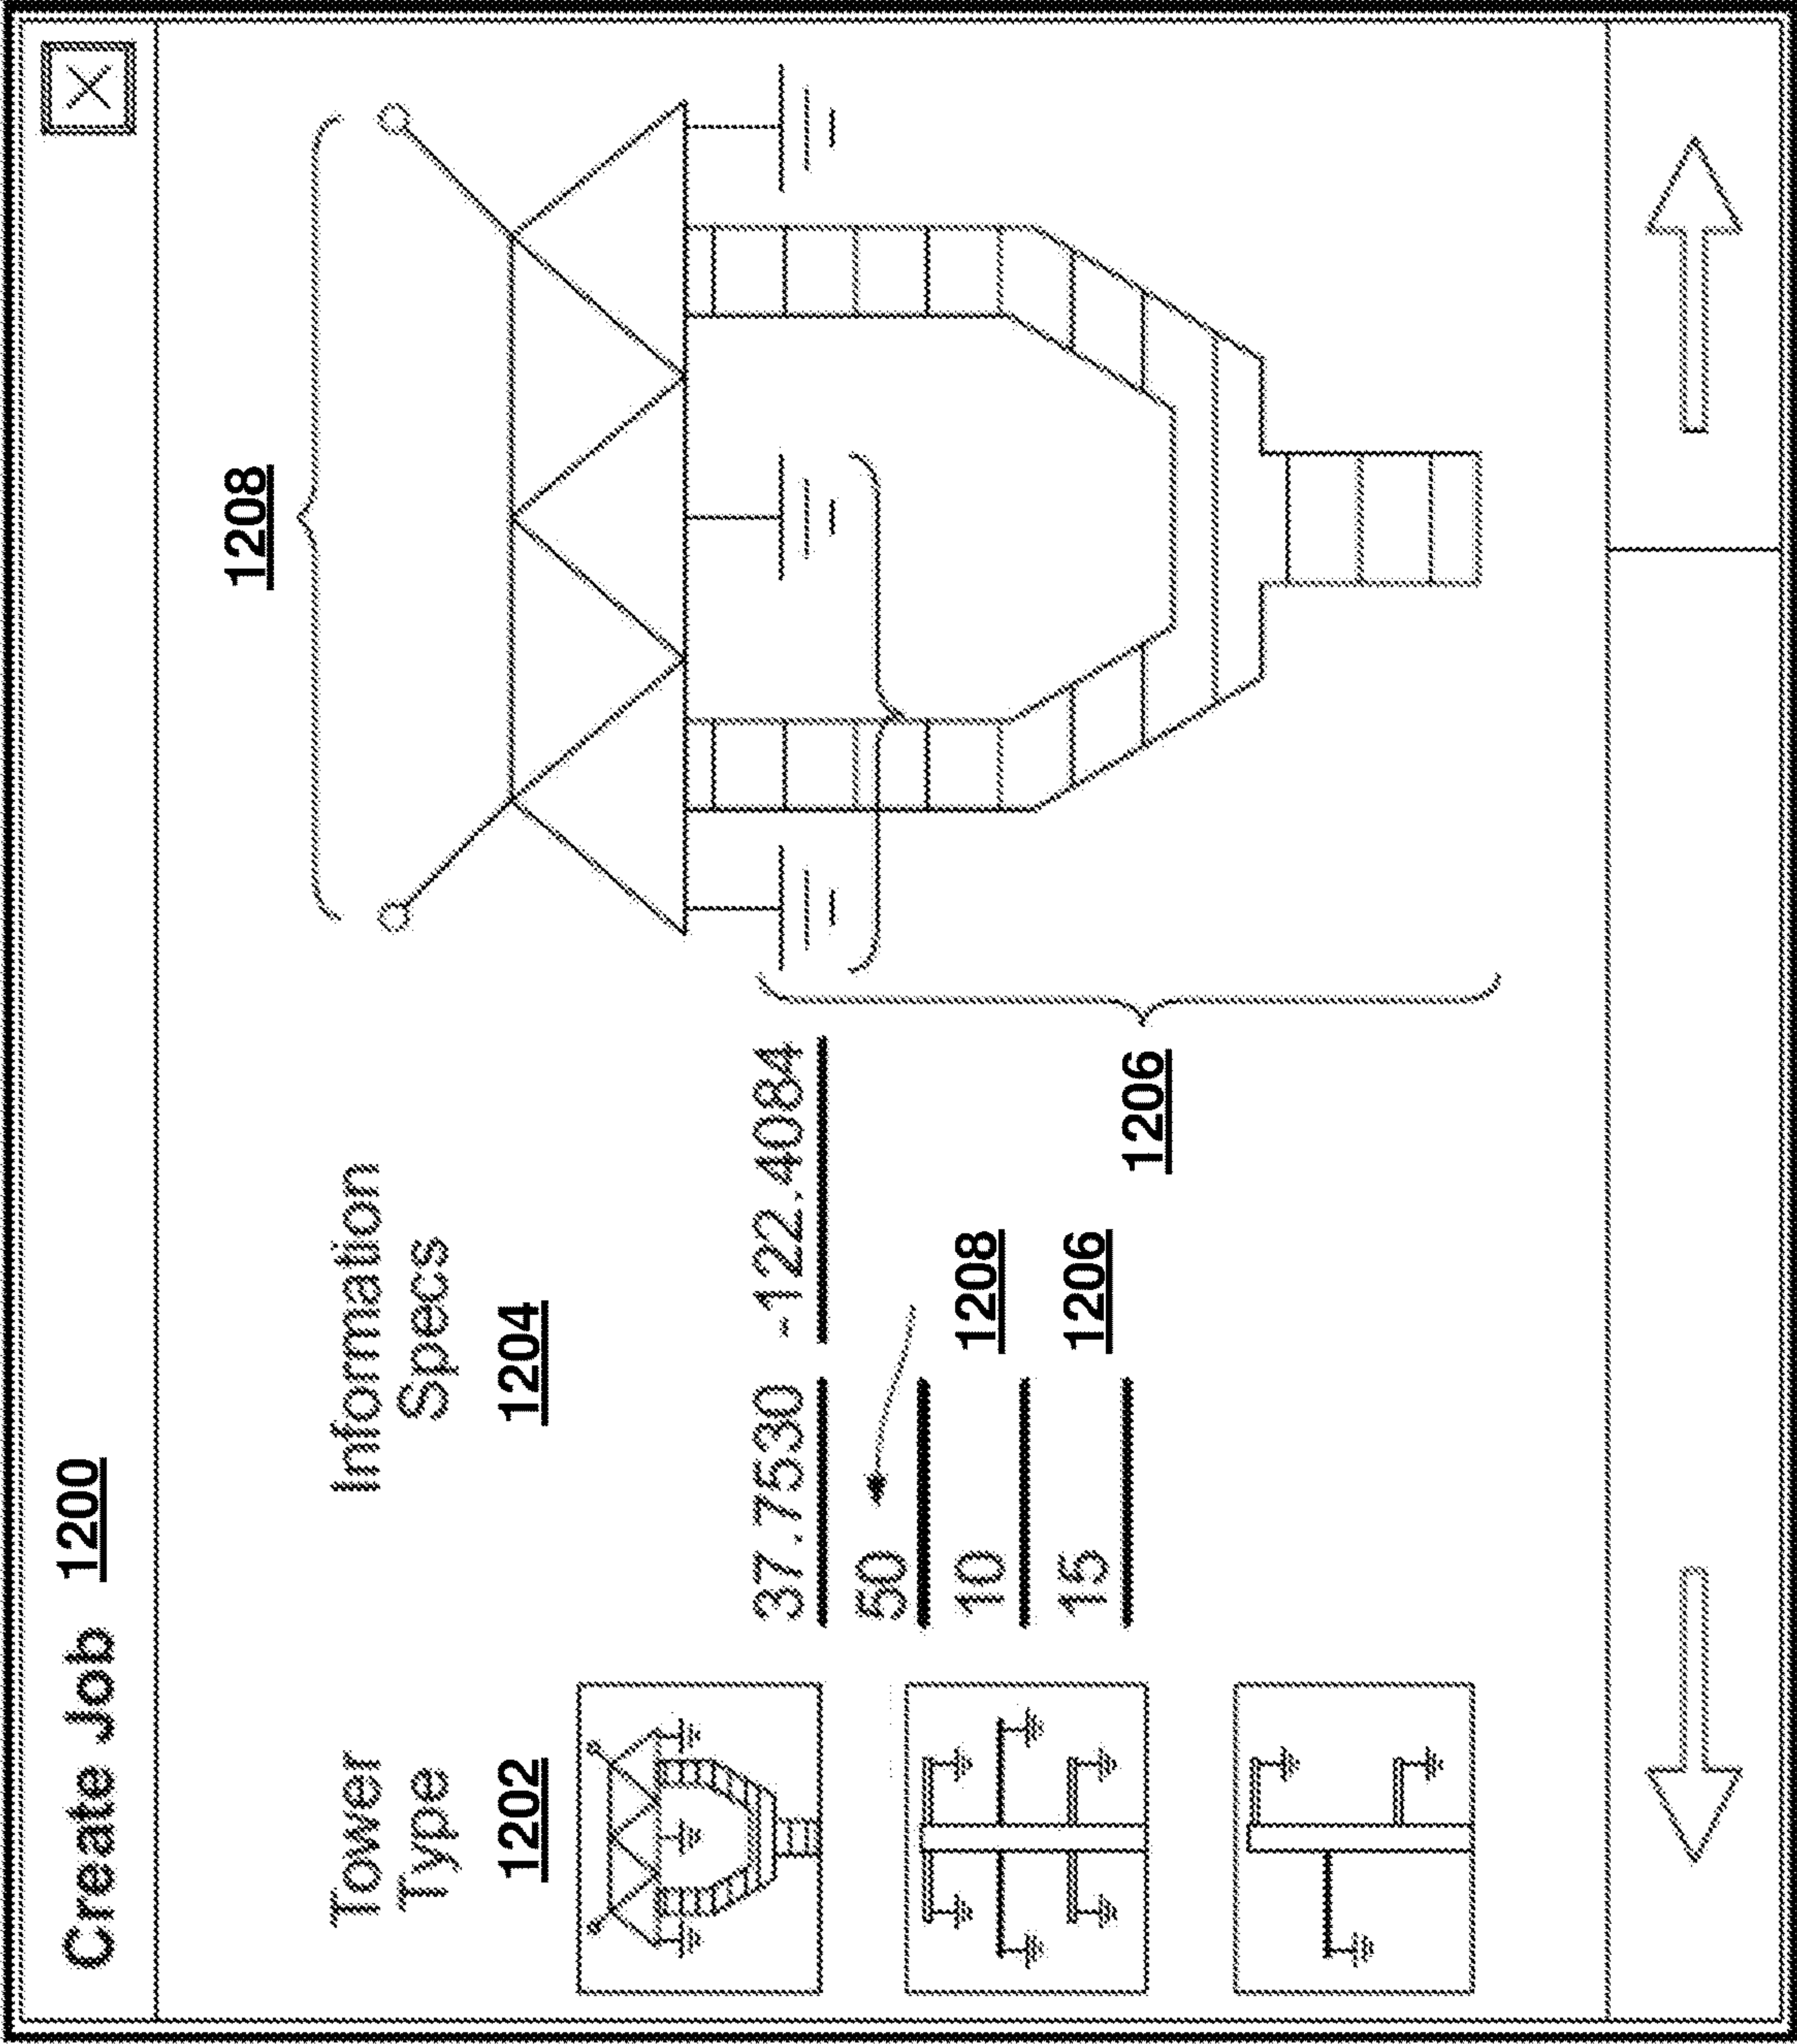 Create Job 1200
Tower
Type
1202
Information
Specs
1204
37.7530 -122.4084
50
10 1208
15 1206
1206
1208